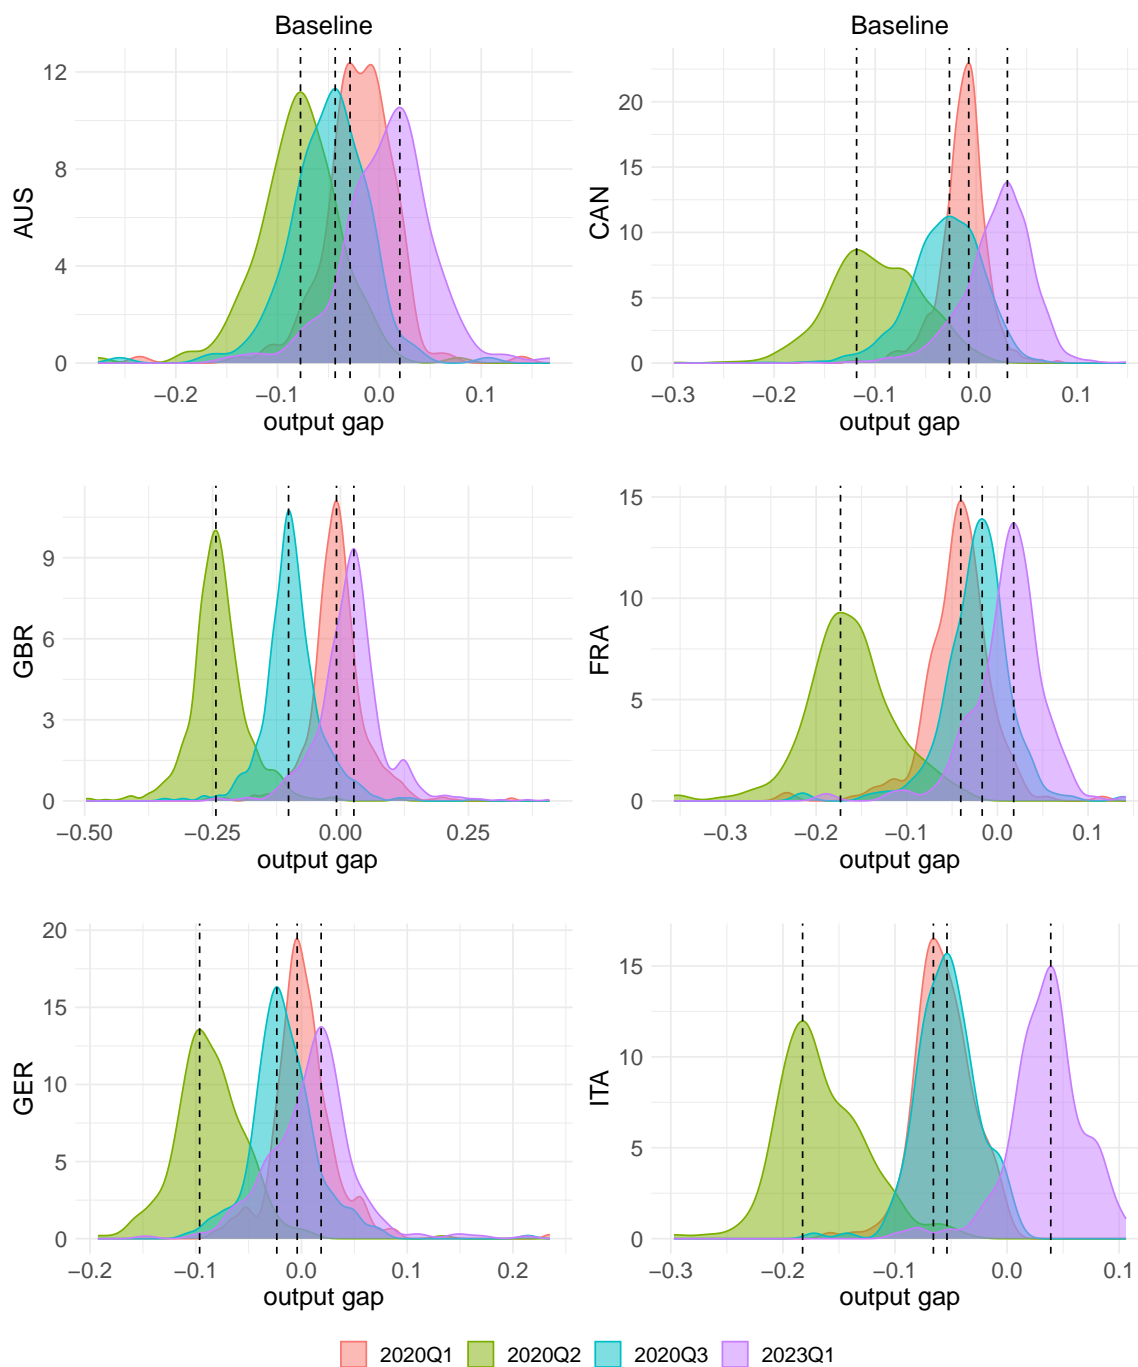 Baseline
Baseline
AUS
12
8
4
0
−0.2 −0.1 0.0 0.1
output gap
CAN
20
15
10
5
0
−0.3 −0.2 −0.1 0.0 0.1
output gap
GBR
9
6
3
0
−0.50 −0.25 0.00 0.25
output gap
FRA
15
10
5
0
−0.3 −0.2 −0.1 0.0 0.1
output gap
GER
20
15
10
5
0
−0.2 −0.1 0.0 0.1 0.2
output gap
ITA
15
10
5
0
−0.3 −0.2 −0.1 0.0 0.1
output gap
2020Q1 2020Q2 2020Q3 2023Q1